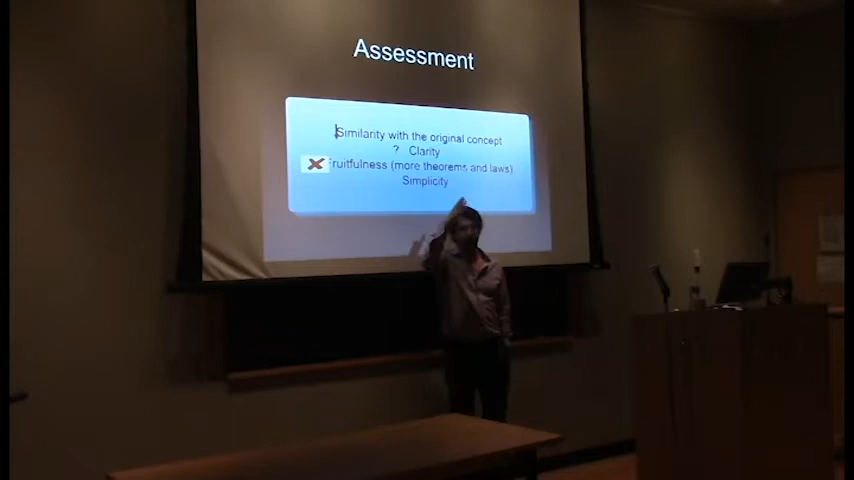 Assessment
Similarity with the original concept
? Clarity
Fruitfulness (more theorems and laws)
Simplicity